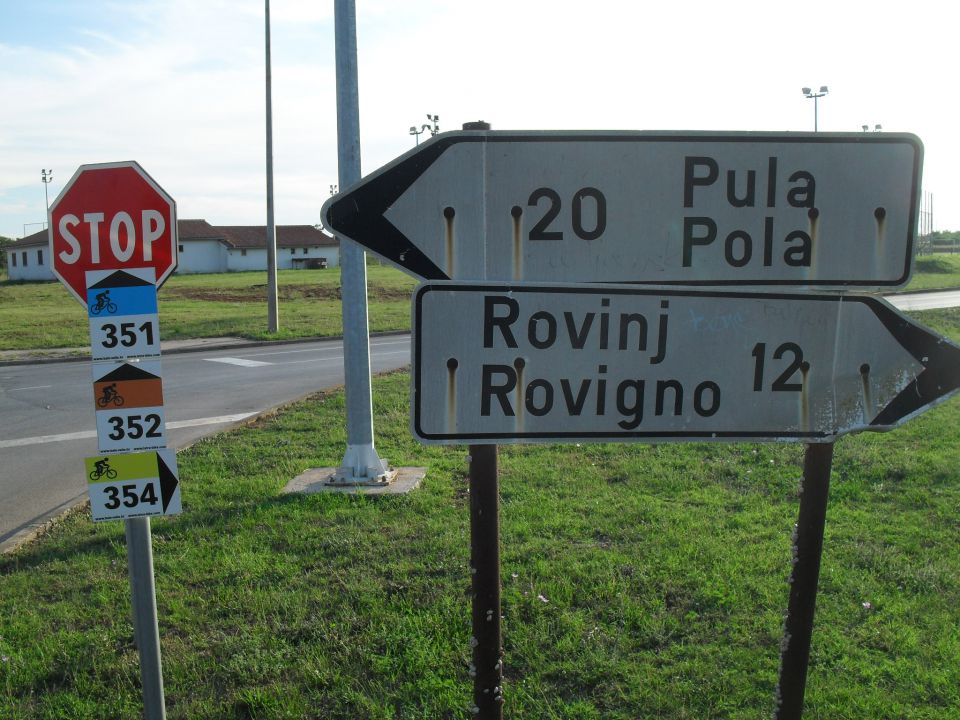 STOP
351
352
354
20 Pula
Pola
Rovinj
Rovigno 12